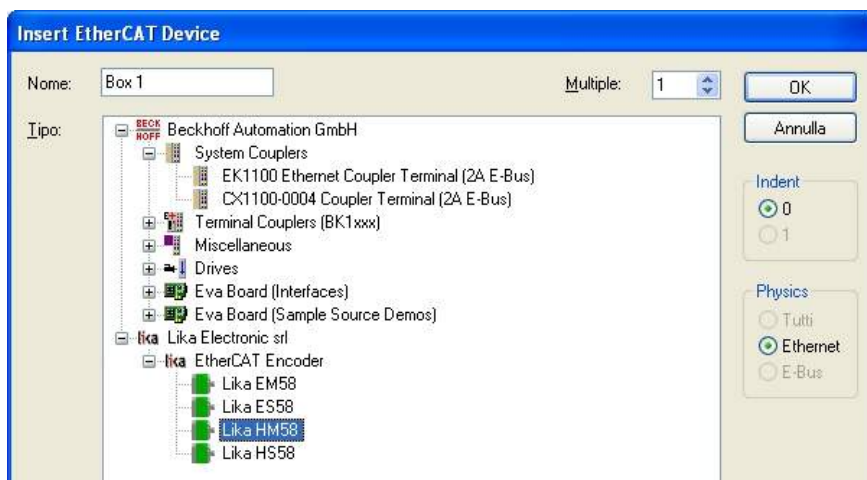 Insert EtherCAT Device
Nome: Box 1 Multiple: 1 OK
Tipo: BECKHOFF Beckhoff Automation GmbH Annulla
System Couplers
EK1100 Ethernet Coupler Terminal (2A E-Bus)
CX1100-0004 Coupler Terminal (2A E-Bus)
Terminal Couplers (BK1xxx)
Miscellaneous
Drives
Eva Board (Interfaces)
Eva Board (Sample Source Demos)
lika Lika Electronic srl
lika EtherCAT Encoder
Lika EM58
Lika ES58
Lika HM58
Lika HS58
Indent
0
1
Physics
Tutti
Ethernet
E-Bus